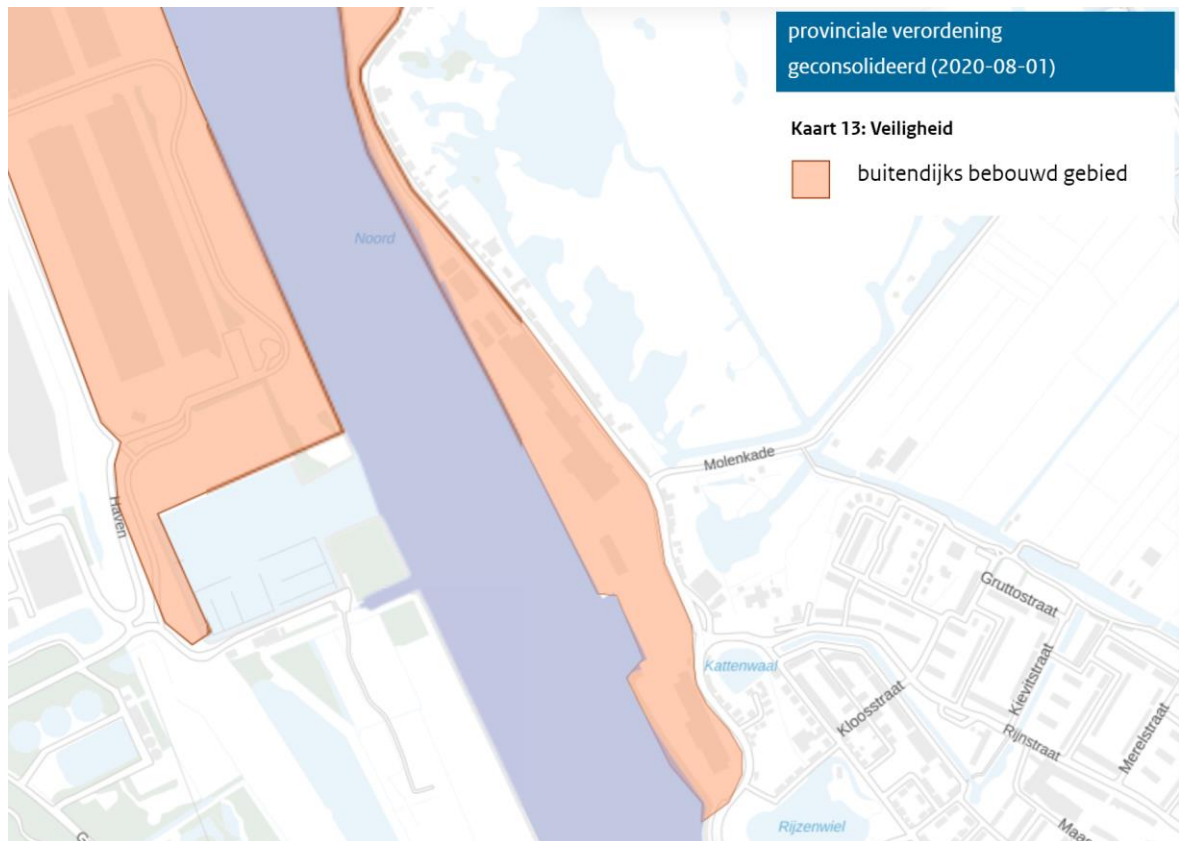 provinciale verordening
geconsolideerd (2020-08-01)
Kaart 13: Veiligheid
buitendijks bebouwd gebied
Noord
Molenkade
Haven
Gruttostraat
Kattenwaal
Kloosstraat
Kievitstraat
Rijnstraat
Merelstraat
Rijzenwiel